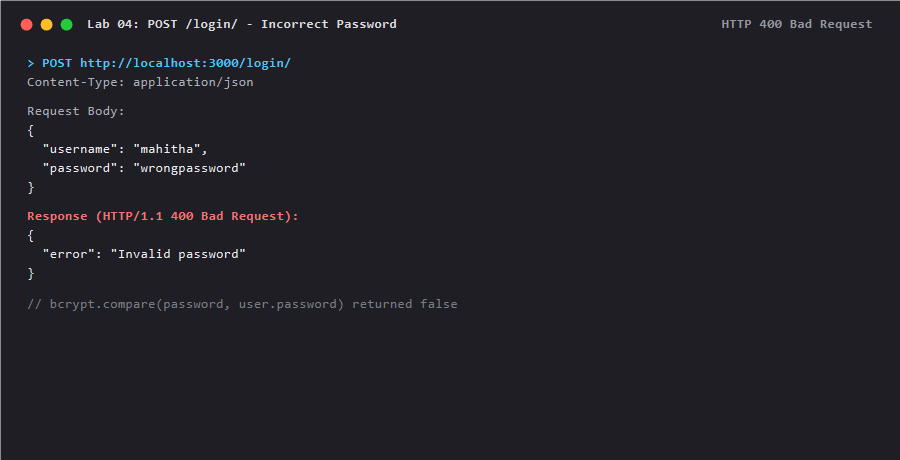 Lab 04: POST /login/ - Incorrect Password
HTTP 400 Bad Request
> POST http://localhost:3000/login/
Content-Type: application/json
Request Body:
{
  "username": "mahitha",
  "password": "wrongpassword"
}
Response (HTTP/1.1 400 Bad Request):
{
  "error": "Invalid password"
}
// bcrypt.compare(password, user.password) returned false